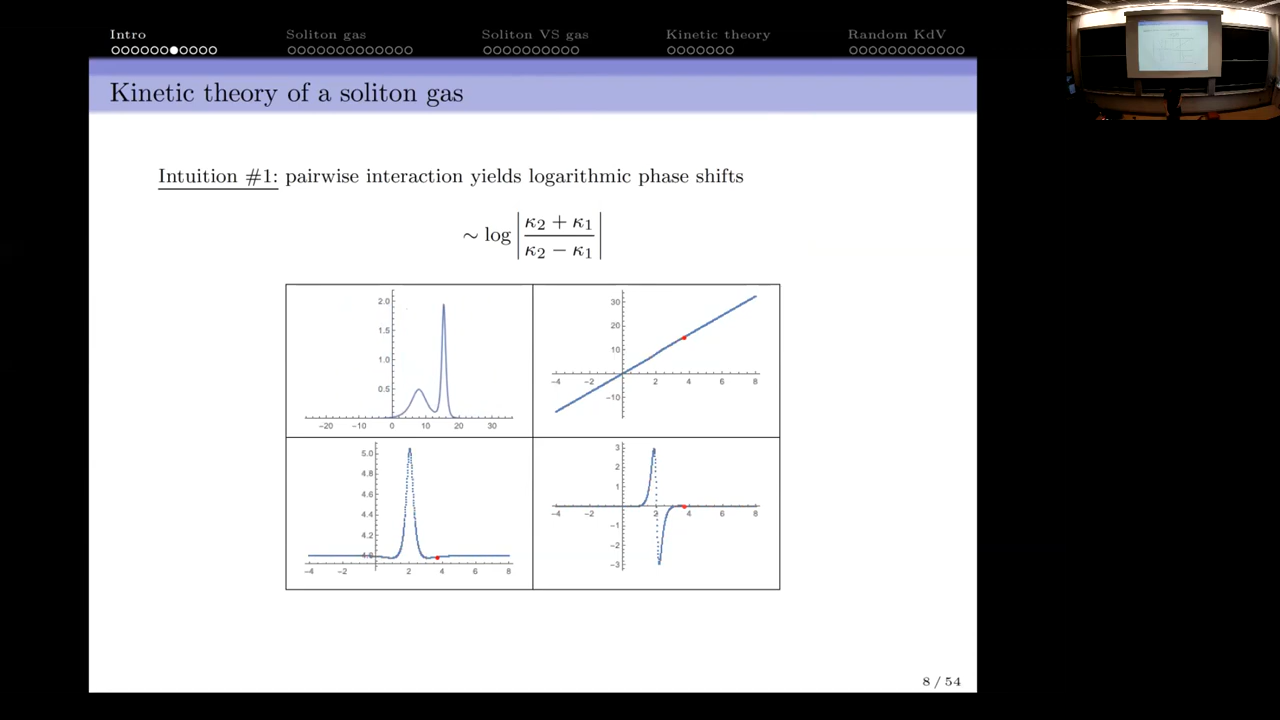 Intro Soliton gas Soliton VS gas Kinetic theory Random KdV
Kinetic theory of a soliton gas
Intuition #1: pairwise interaction yields logarithmic phase shifts
∼ log | κ2 + κ1 / κ2 − κ1 |
2.0
1.5
1.0
0.5
−20 −10 0 10 20 30
30
20
10
−10
−4 −2 2 4 6 8
5.0
4.8
4.6
4.4
4.2
4.0
−4 −2 2 4 6 8
3
2
1
−1
−2
−3
−4 −2 2 4 6 8
8 / 54